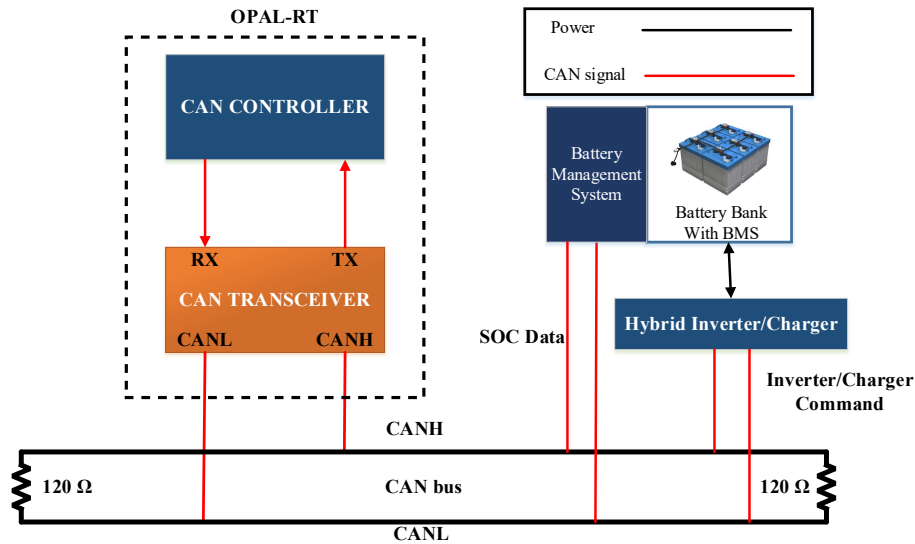 OPAL-RT
Power
CAN signal
CAN CONTROLLER
Battery
Management
System
Battery Bank
With BMS
RX
TX
CAN TRANSCEIVER
CANL
CANH
Hybrid Inverter/Charger
SOC Data
Inverter/Charger
Command
CANH
120 Ω
CAN bus
120 Ω
CANL